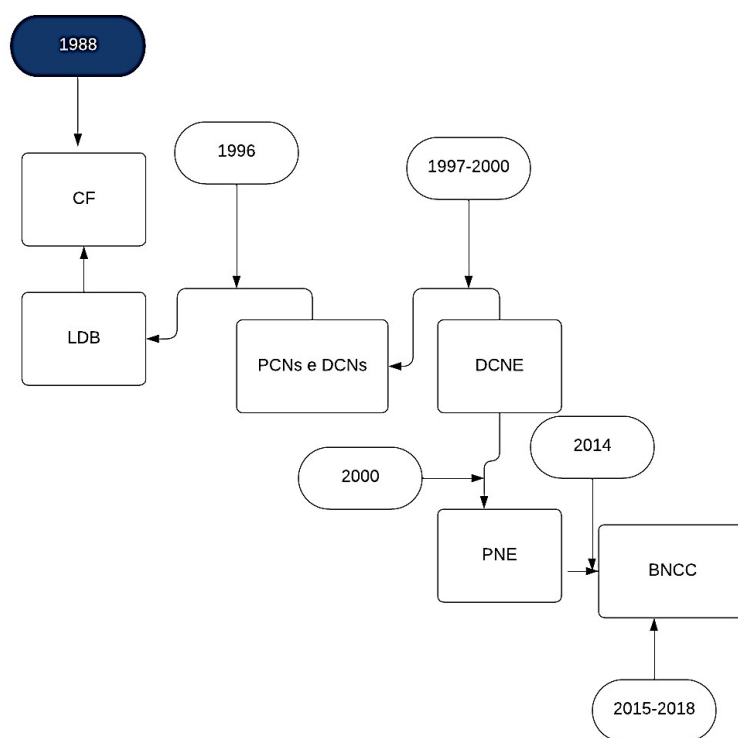 1988
1996
1997-2000
CF
LDB
PCNs e DCNs
DCNE
2014
2000
PNE
BNCC
2015-2018